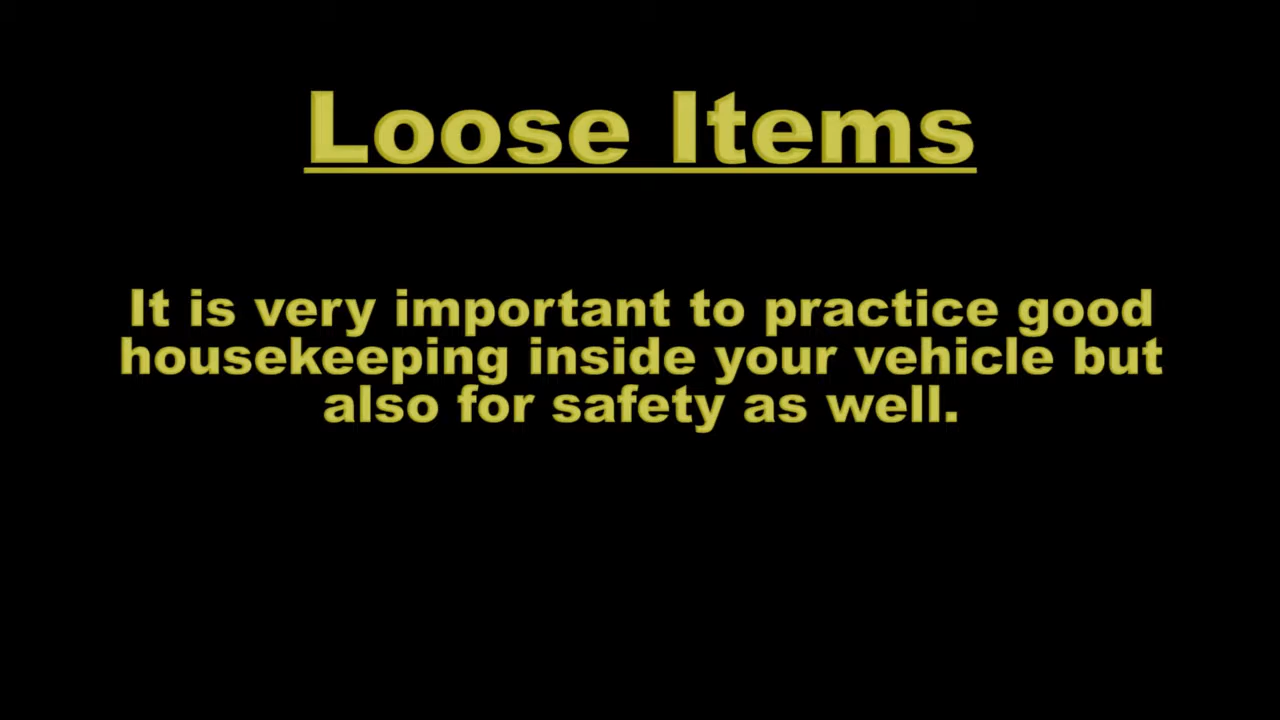 Loose Items
It is very important to practice good
housekeeping inside your vehicle but
also for safety as well.